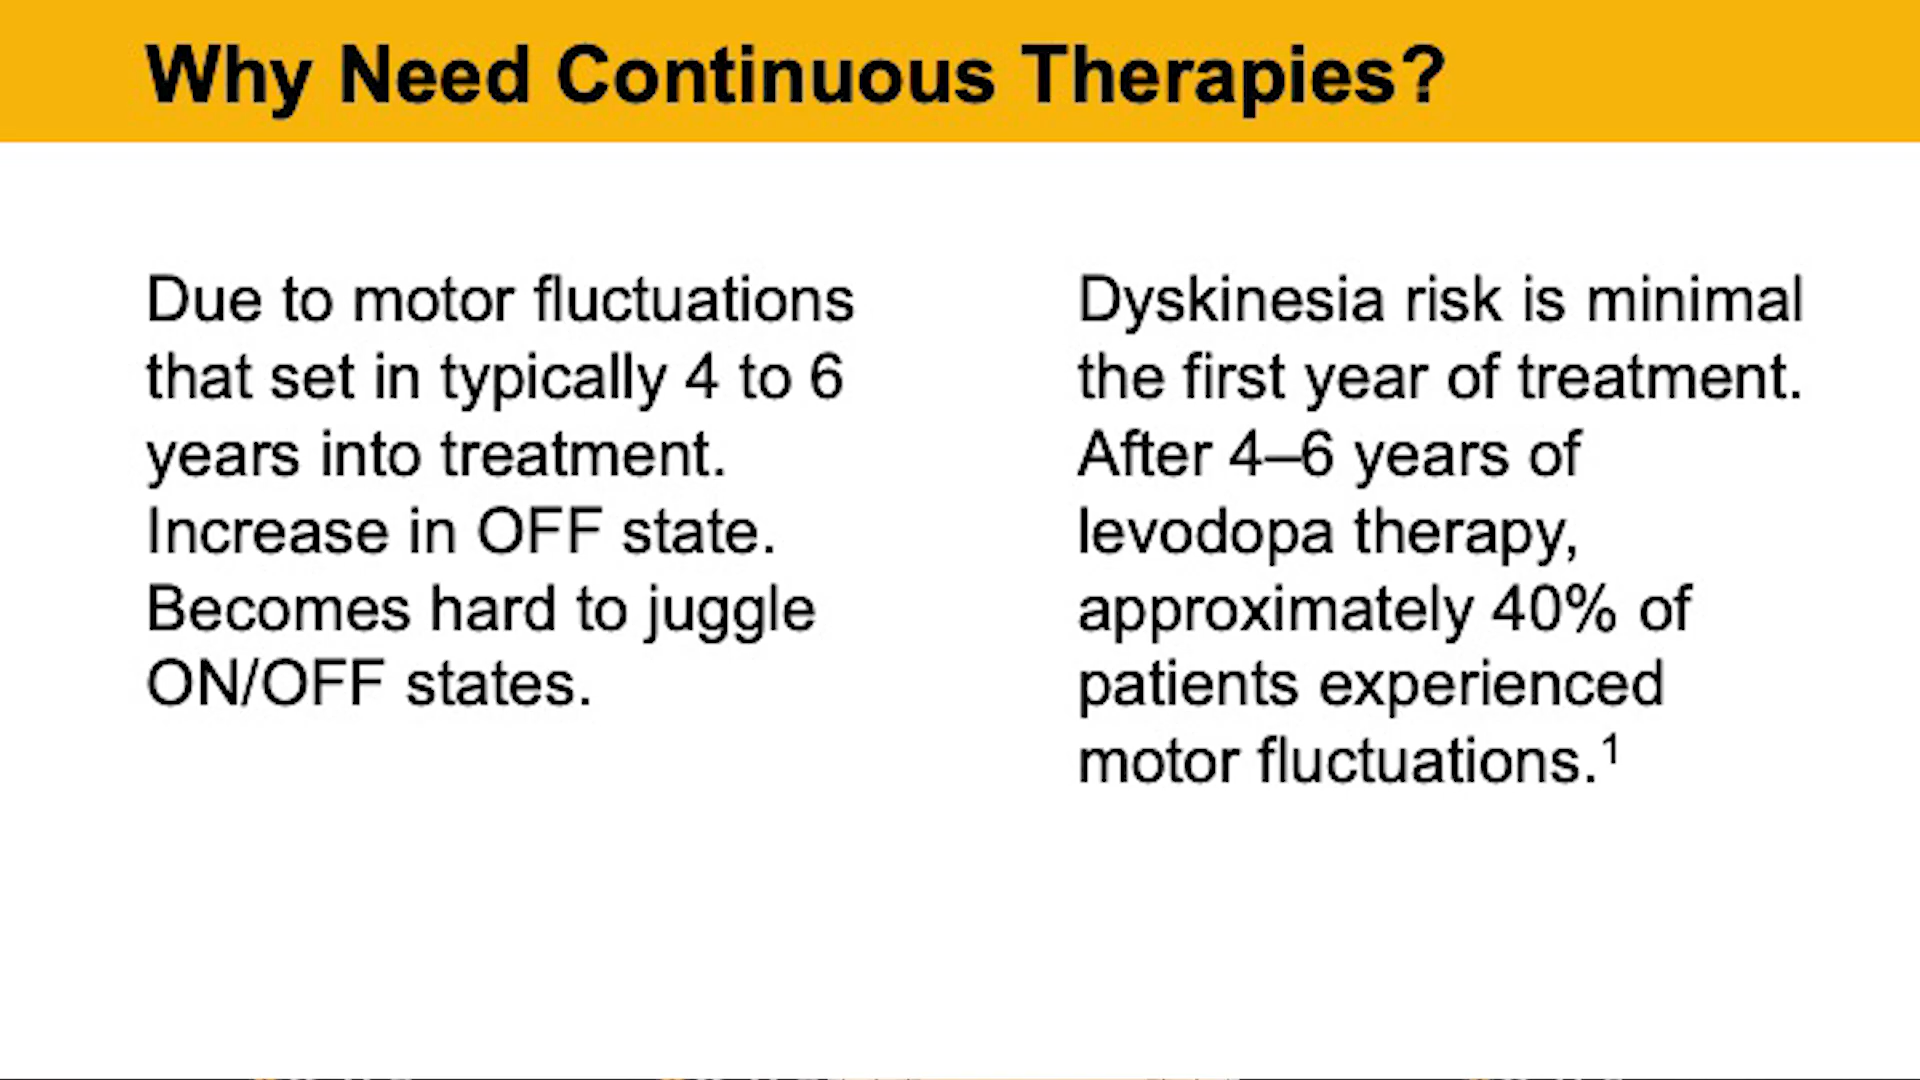 Why Need Continuous Therapies?
Due to motor fluctuations
that set in typically 4 to 6
years into treatment.
Increase in OFF state.
Becomes hard to juggle
ON/OFF states.
Dyskinesia risk is minimal
the first year of treatment.
After 4–6 years of
levodopa therapy,
approximately 40% of
patients experienced
motor fluctuations.¹